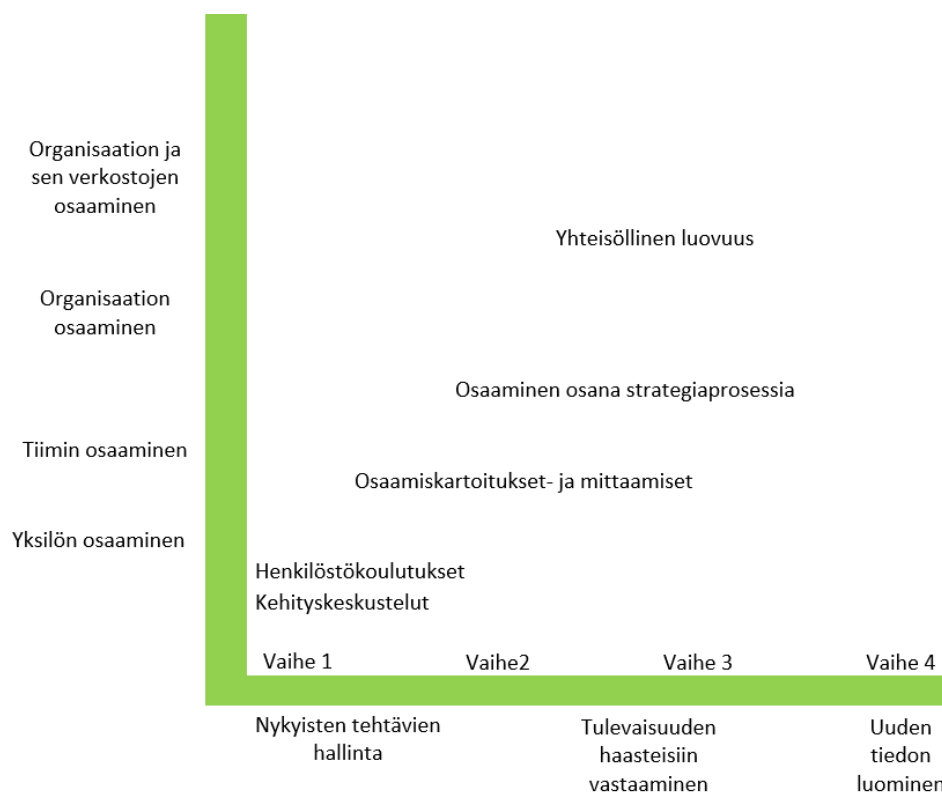 Organisaation ja
sen verkostojen
osaaminen
Yhteisöllinen luovuus
Organisaation
osaaminen
Osaaminen osana strategiaprosessia
Tiimin osaaminen
Osaamiskartoitukset- ja mittaamiset
Yksilön osaaminen
Henkilöstökoulutukset
Kehityskeskustelut
Vaihe 1
Vaihe2
Vaihe 3
Vaihe 4
Nykyisten tehtävien
hallinta
Tulevaisuuden
haasteisiin
vastaaminen
Uuden
tiedon
luominen